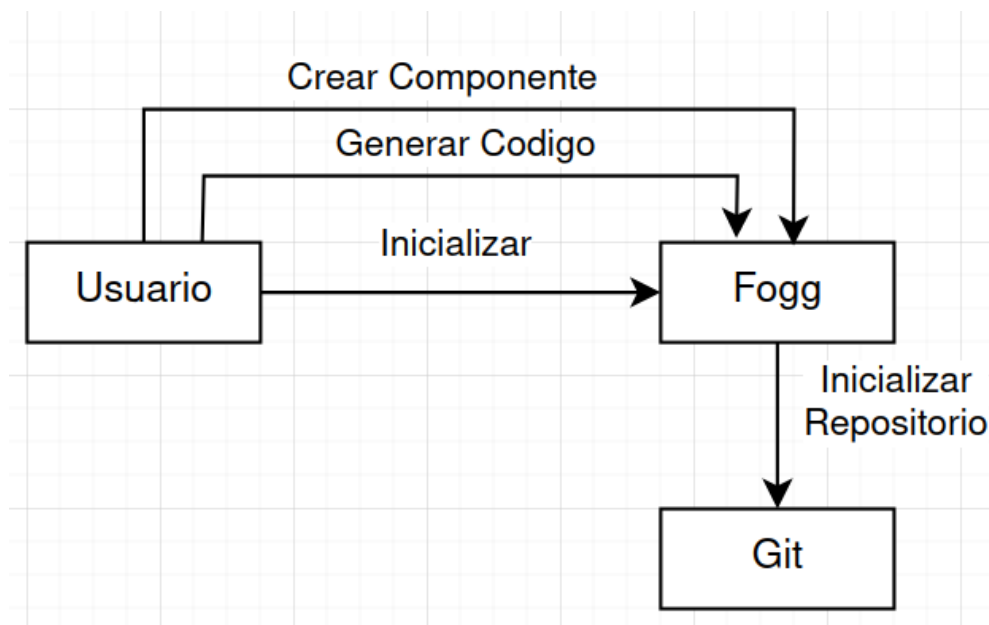 Crear Componente
Generar Codigo
Inicializar
Usuario
Fogg
Inicializar
Repositorio
Git